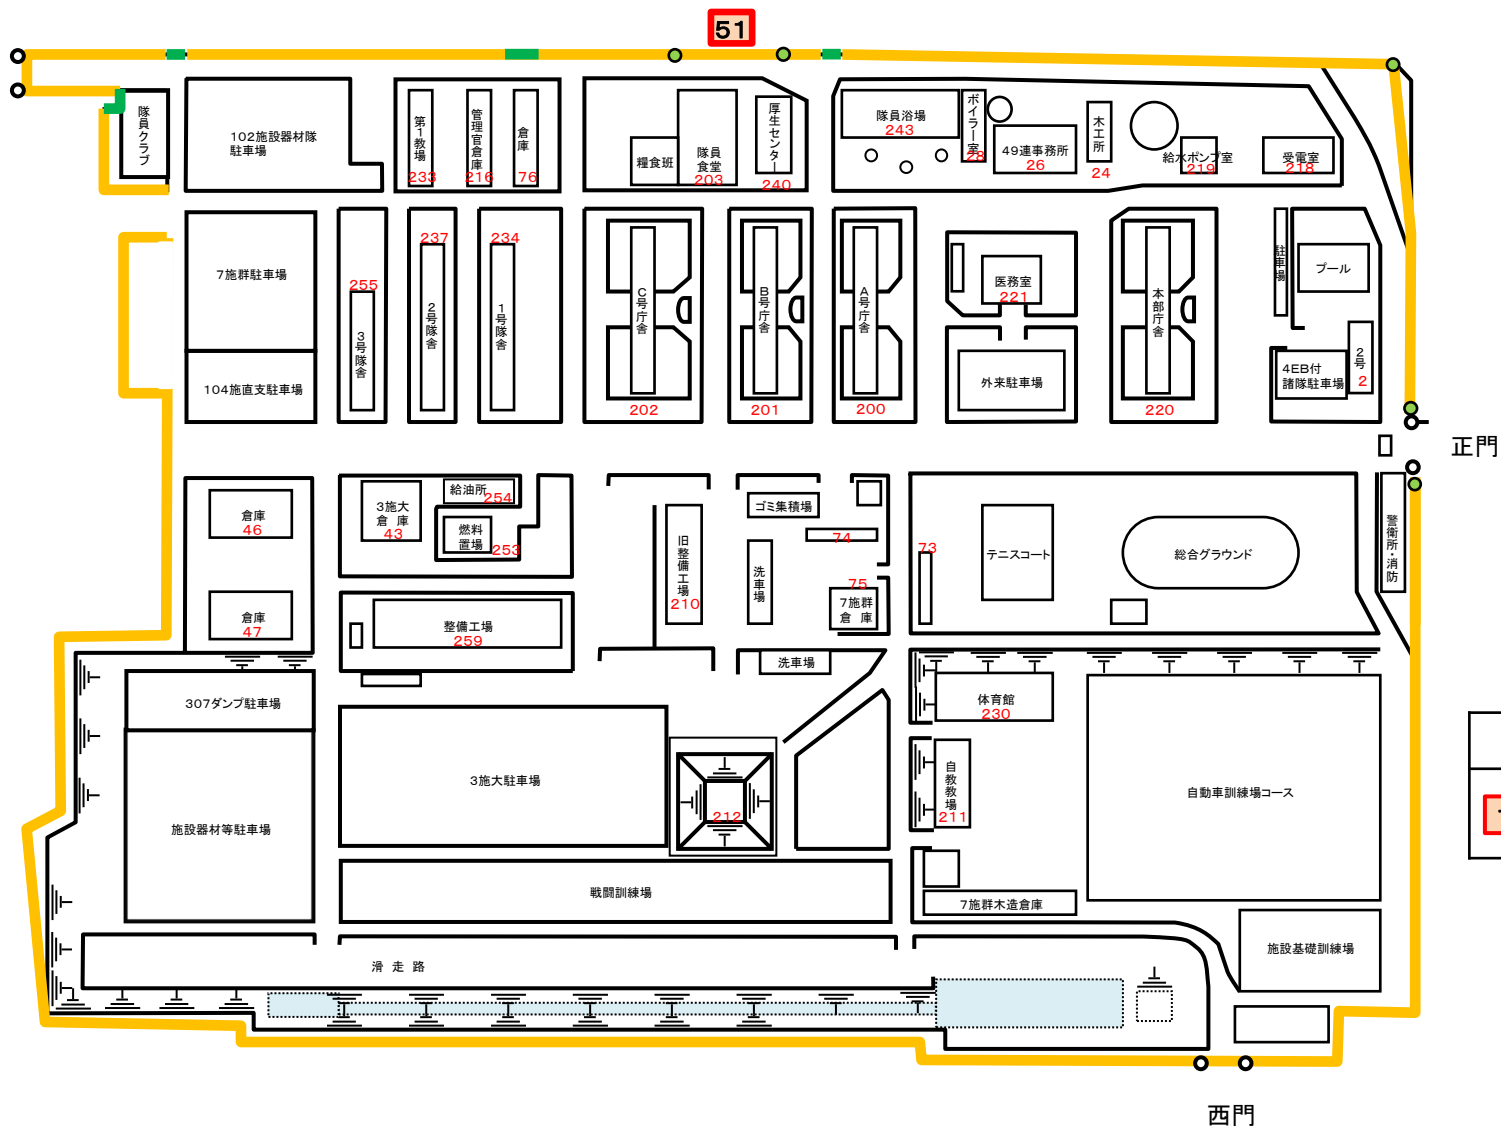 51
隊員クラブ
102施設器材隊
駐車場
第1教場
233
管理官倉庫
216
倉庫
76
糧食班
隊員
食堂
203
厚生センター
240
隊員浴場
243
ボイラー室
28
49連事務所
26
木工所
24
給水ポンプ室
219
受電室
218
7施群駐車場
104施直支駐車場
255
3号隊舎
237
2号隊舎
234
1号隊舎
C号庁舎
202
B号庁舎
201
A号庁舎
200
医務室
221
外来駐車場
本部庁舎
220
駐車場
プール
4EB付
諸隊駐車場
2号
2
正門
倉庫
46
倉庫
47
3施大
倉 庫
43
給油所
254
燃料
置場
253
整備工場
259
旧整備工場
210
ゴミ集積場
74
洗車場
75
7施群
倉 庫
洗車場
73
テニスコート
総合グラウンド
警衛所・消防
307ダンプ駐車場
施設器材等駐車場
3施大駐車場
212
体育館
230
自教教場
211
自動車訓練場コース
戦闘訓練場
7施群木造倉庫
施設基礎訓練場
滑 走 路
西門